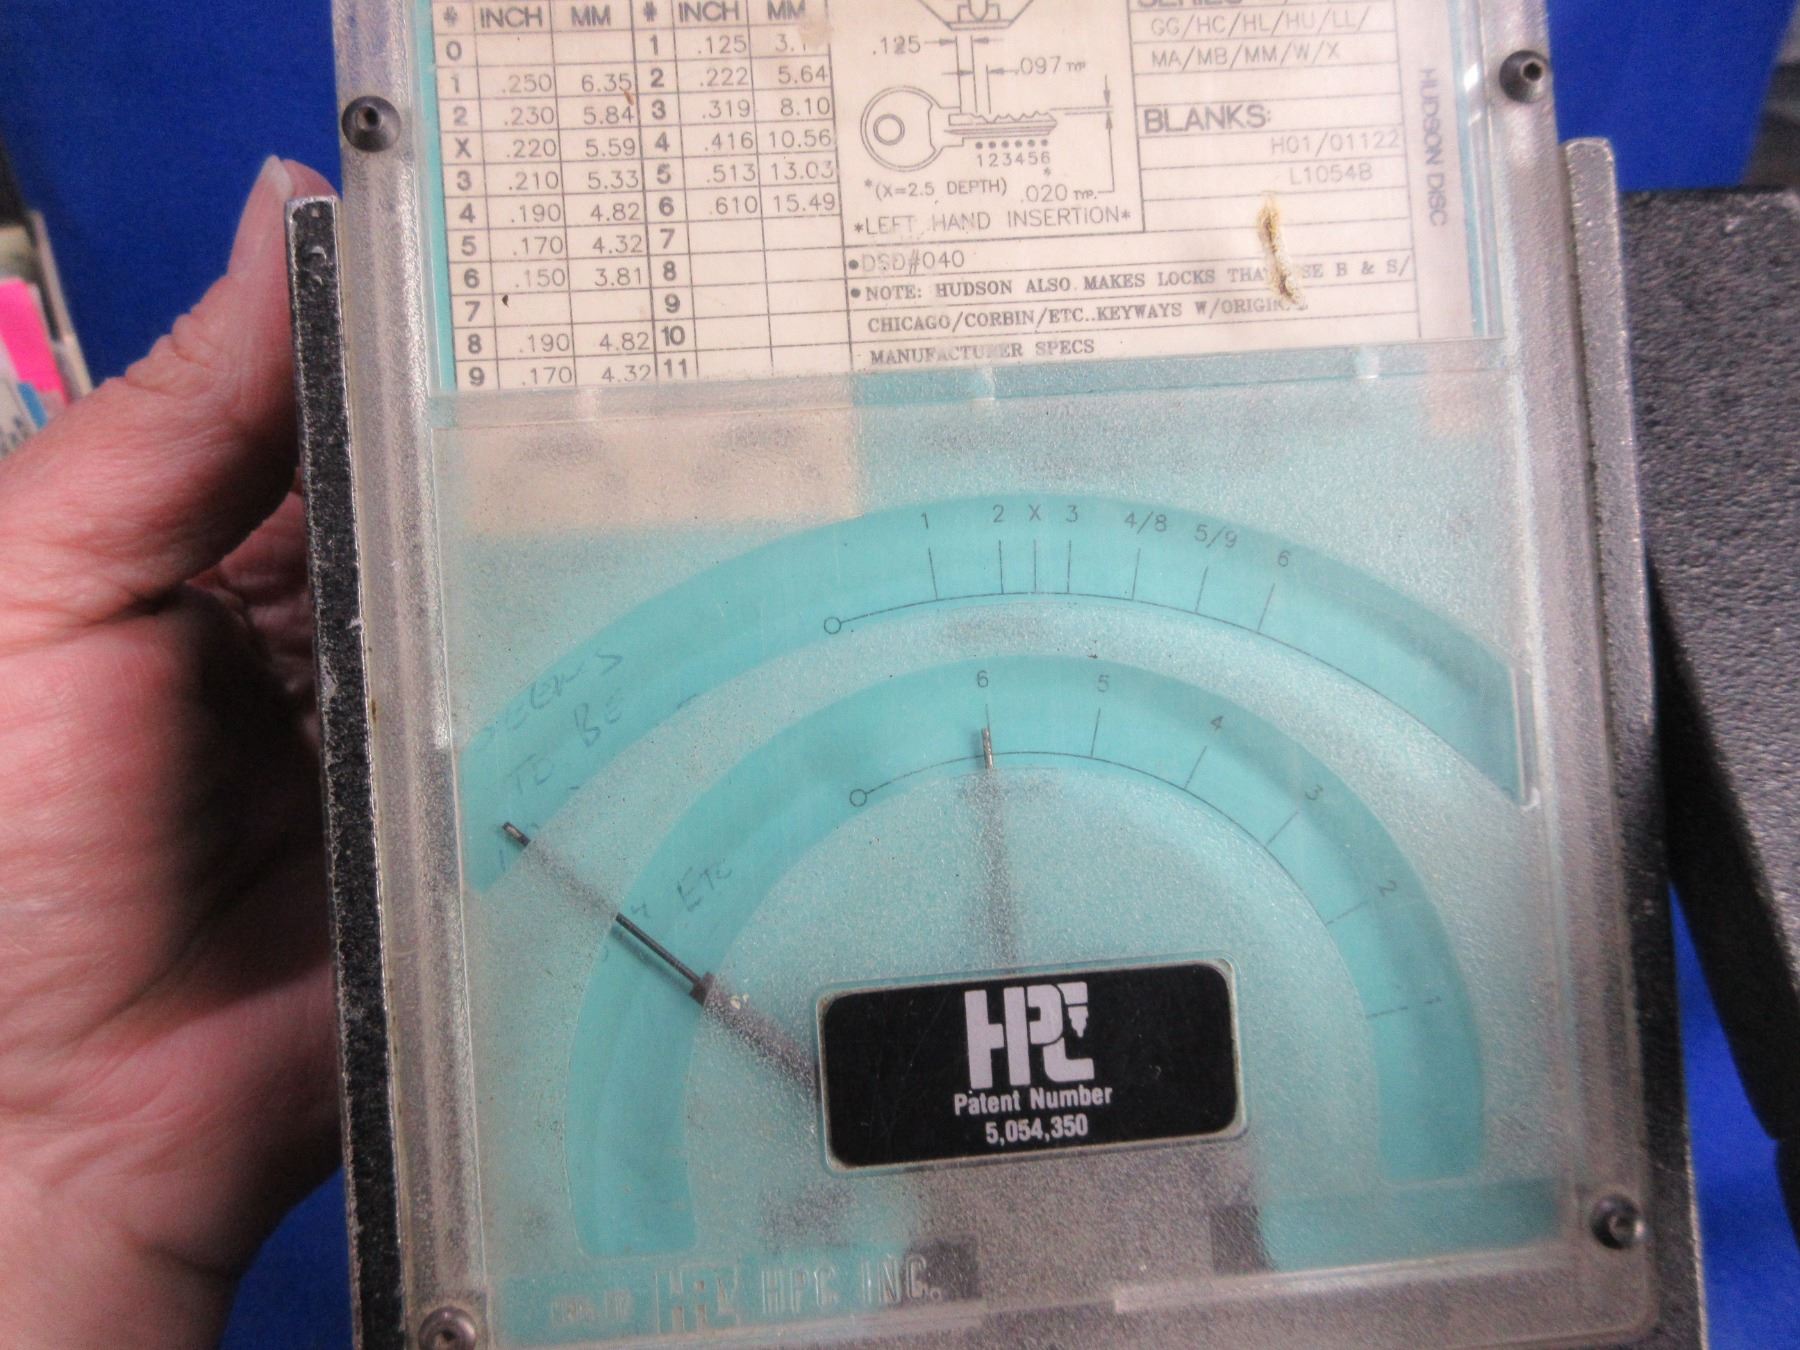 # INCH MM # INCH MM
0 1 .125
1 .250 6.35 2 .222 5.64
2 .230 5.84 3 .319 8.10
X .220 5.59 4 .416 10.56
3 .210 5.33 5 .513 13.03
4 .190 4.82 6 .610 15.49
5 .170 4.32 7
6 .150 3.81 8
7 9
8 .190 4.82 10
9 .170 4.32 11
.125
.097 TYP
123456
*
*(X=2.5 DEPTH) .020 TYP.
*LEFT HAND INSERTION*
GG/HC/HL/HU/LL/
MA/MB/MM/W/X
BLANKS:
H01/01122
L1054B
HUDSON DISC
•DSD#040
•NOTE: HUDSON ALSO MAKES LOCKS B & S/
CHICAGO/CORBIN/ETC..KEYWAYS
MANUFACTURER SPECS
1 2 X 3 4/8 5/9 6
6 5 4 3 2 1
SEEMS
TO BE
ETC
HPC
Patent Number
5,054,350
HPC HPC INC.